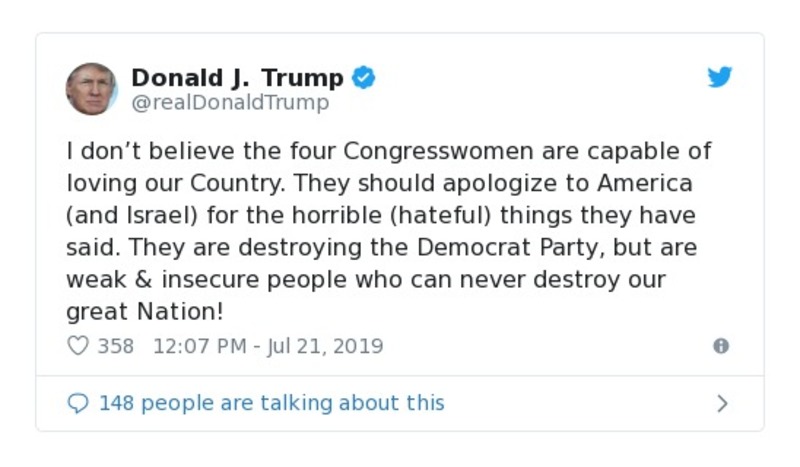 Donald J. Trump
@realDonaldTrump
I don’t believe the four Congresswomen are capable of
loving our Country. They should apologize to America
(and Israel) for the horrible (hateful) things they have
said. They are destroying the Democrat Party, but are
weak & insecure people who can never destroy our
great Nation!
358 12:07 PM - Jul 21, 2019
148 people are talking about this